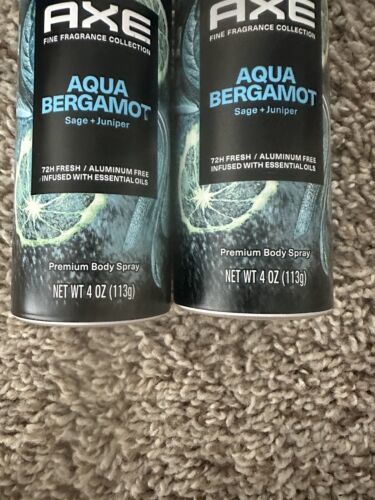 AXE
FINE FRAGRANCE COLLECTION
AQUA
BERGAMOT
Sage + Juniper
72H FRESH / ALUMINUM FREE
INFUSED WITH ESSENTIAL OILS
Premium Body Spray
NET WT 4 OZ (113g)
AXE
FINE FRAGRANCE COLLECTION
AQUA
BERGAMOT
Sage + Juniper
72H FRESH / ALUMINUM FREE
INFUSED WITH ESSENTIAL OILS
Premium Body Spray
NET WT 4 OZ (113g)